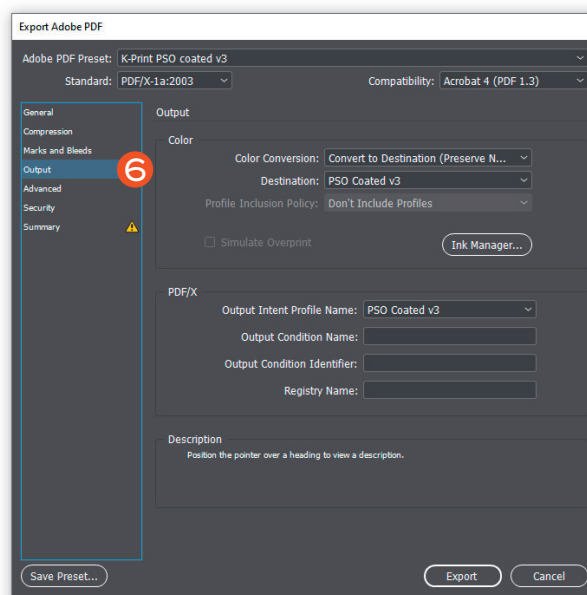 Export Adobe PDF
Adobe PDF Preset: K-Print PSO coated v3
Standard: PDF/X-1a:2003 Compatibility: Acrobat 4 (PDF 1.3)
General
Compression
Marks and Bleeds
Output
Advanced
Security
Summary
6
Output
Color
Color Conversion: Convert to Destination (Preserve N...
Destination: PSO Coated v3
Profile Inclusion Policy: Don't Include Profiles
Simulate Overprint Ink Manager...
PDF/X
Output Intent Profile Name: PSO Coated v3
Output Condition Name:
Output Condition Identifier:
Registry Name:
Description
Position the pointer over a heading to view a description.
Save Preset... Export Cancel